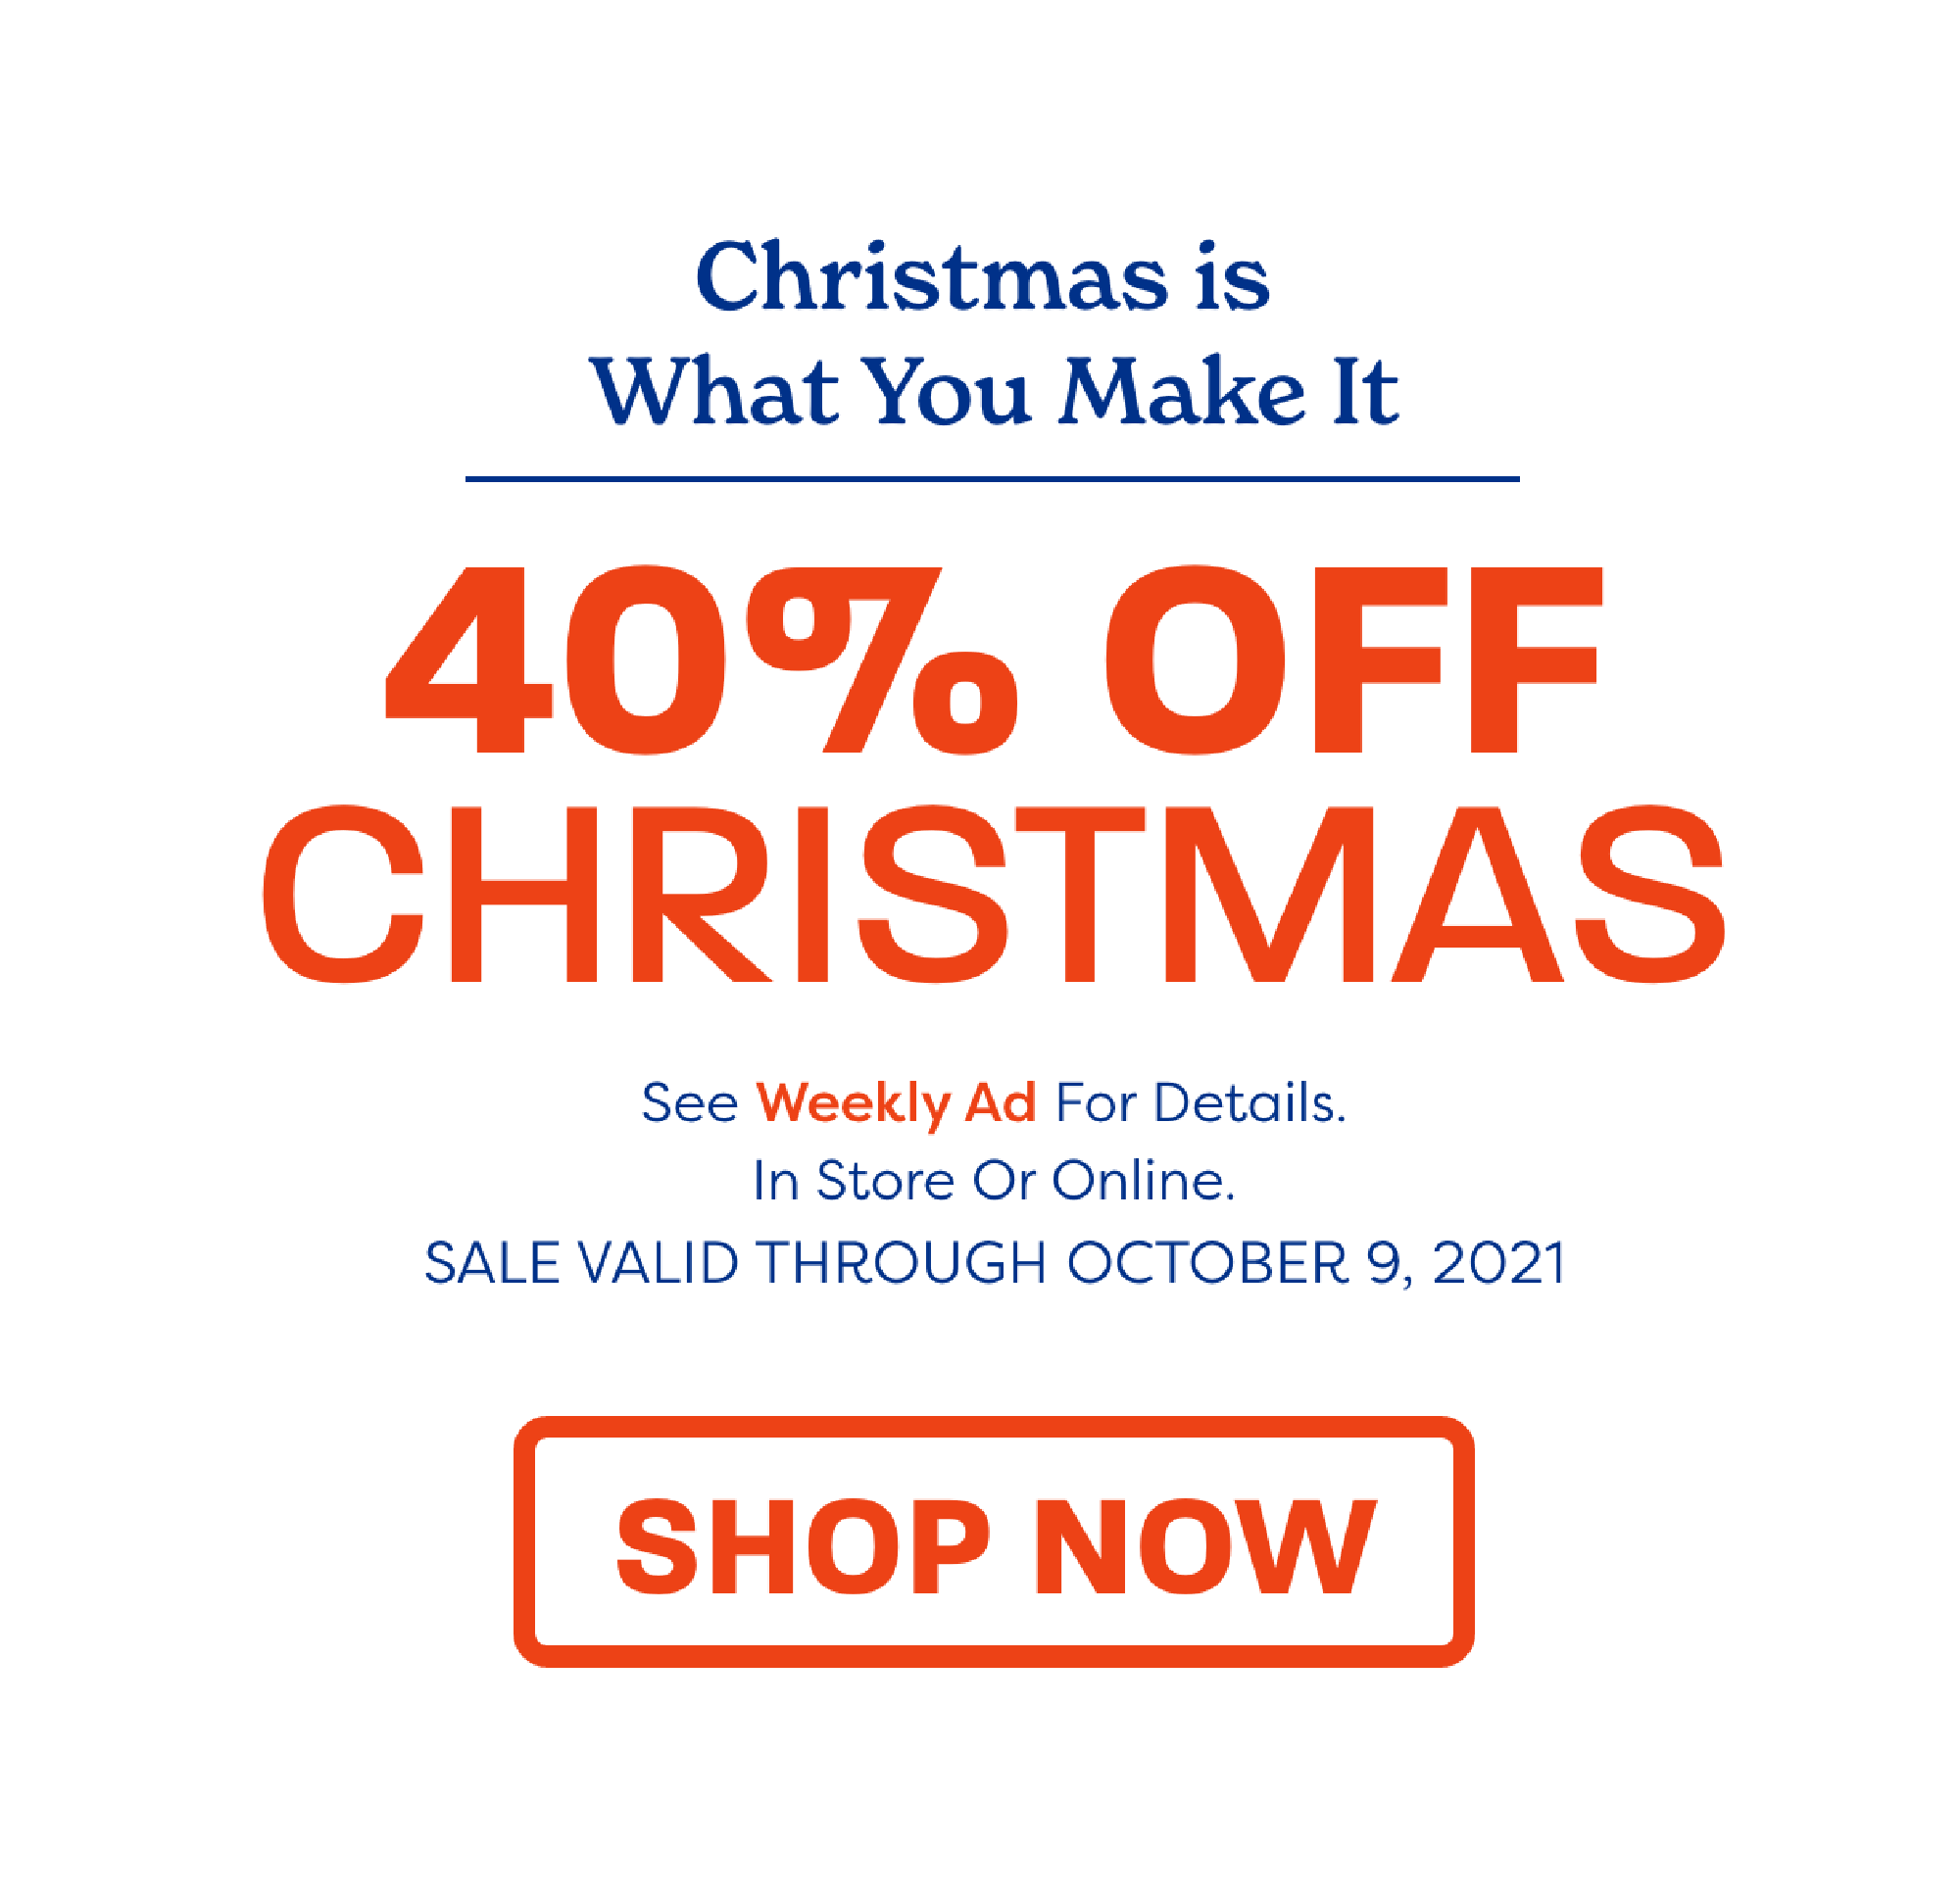 Christmas is
What You Make It
40% OFF
CHRISTMAS
See Weekly Ad For Details.
In Store Or Online.
SALE VALID THROUGH OCTOBER 9, 2021
SHOP NOW